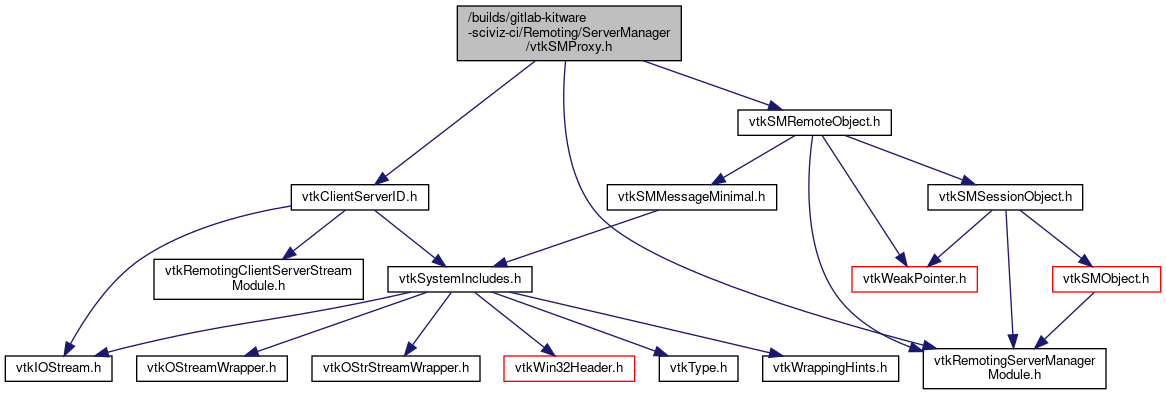 /builds/gitlab-kitware
-sciviz-ci/Remoting/ServerManager
/vtkSMProxy.h
vtkSMRemoteObject.h
vtkClientServerID.h
vtkSMMessageMinimal.h
vtkSMSessionObject.h
vtkRemotingClientServerStream
Module.h
vtkSystemIncludes.h
vtkWeakPointer.h
vtkSMObject.h
vtkIOStream.h
vtkOStreamWrapper.h
vtkOStrStreamWrapper.h
vtkWin32Header.h
vtkType.h
vtkWrappingHints.h
vtkRemotingServerManager
Module.h